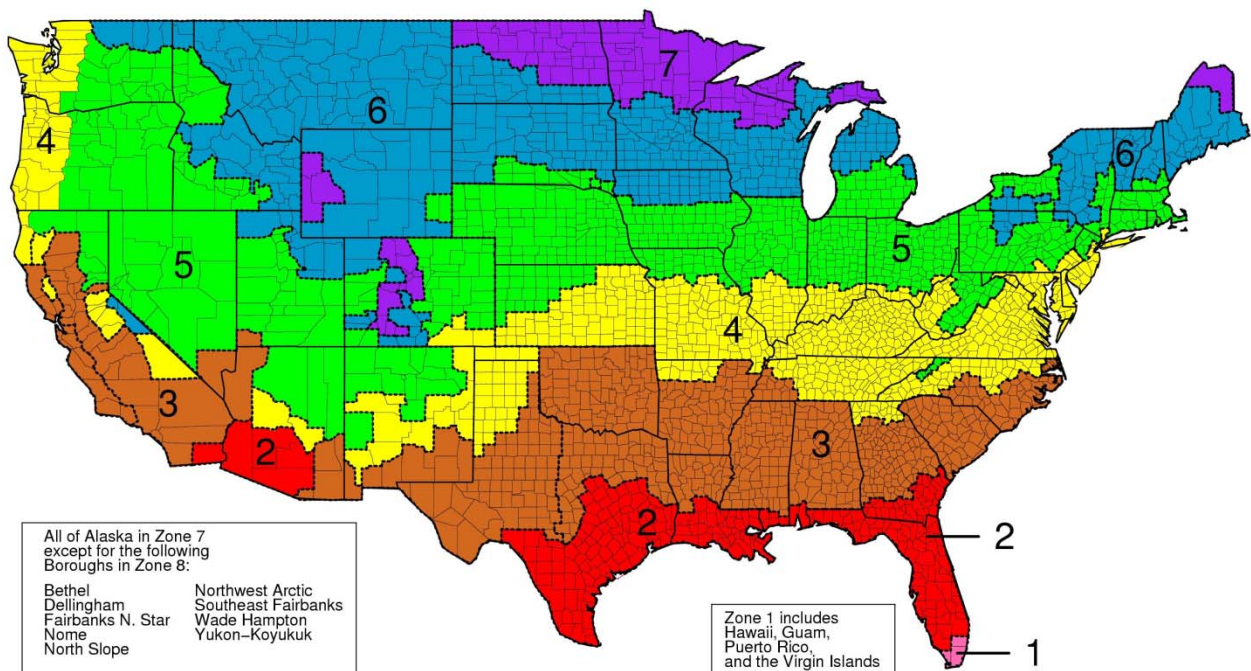 7
6
4
6
5
5
4
3
3
2
2
2
1
All of Alaska in Zone 7
except for the following
Boroughs in Zone 8:
Bethel
Dellingham
Fairbanks N. Star
Nome
North Slope
Northwest Arctic
Southeast Fairbanks
Wade Hampton
Yukon-Koyukuk
Zone 1 includes
Hawaii, Guam,
Puerto Rico,
and the Virgin Islands